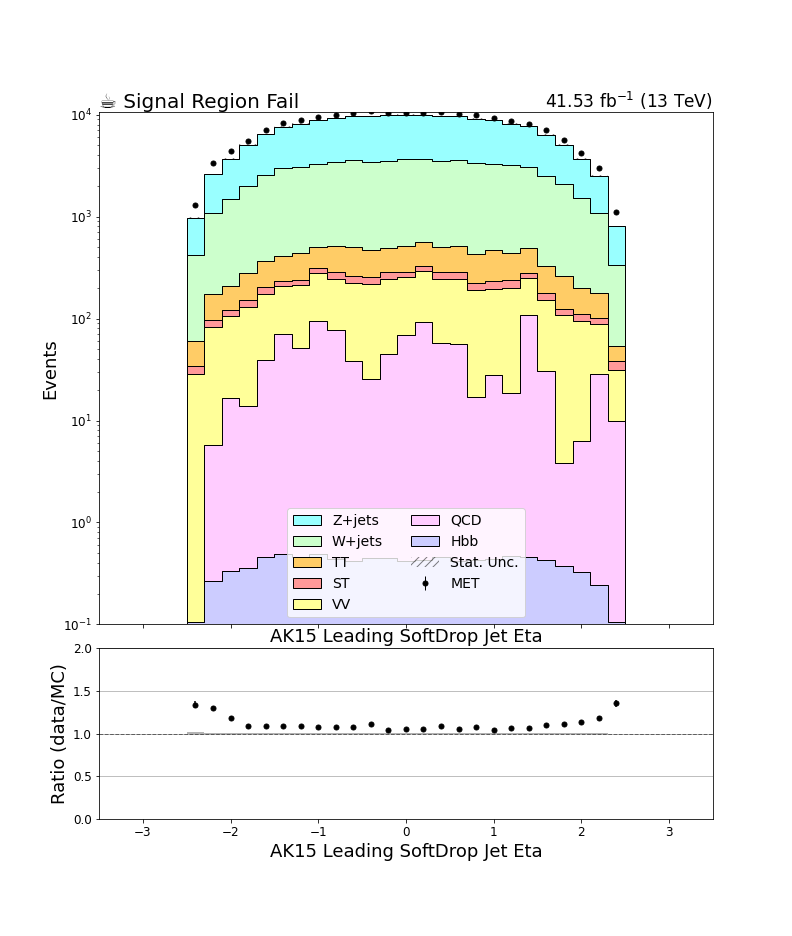 ☕ Signal Region Fail
41.53 fb⁻¹ (13 TeV)
10⁴
10³
10²
10¹
10⁰
10⁻¹
Events
Z+jets
W+jets
TT
ST
VV
QCD
Hbb
Stat. Unc.
MET
AK15 Leading SoftDrop Jet Eta
2.0
1.5
1.0
0.5
0.0
Ratio (data/MC)
−3 −2 −1 0 1 2 3
AK15 Leading SoftDrop Jet Eta